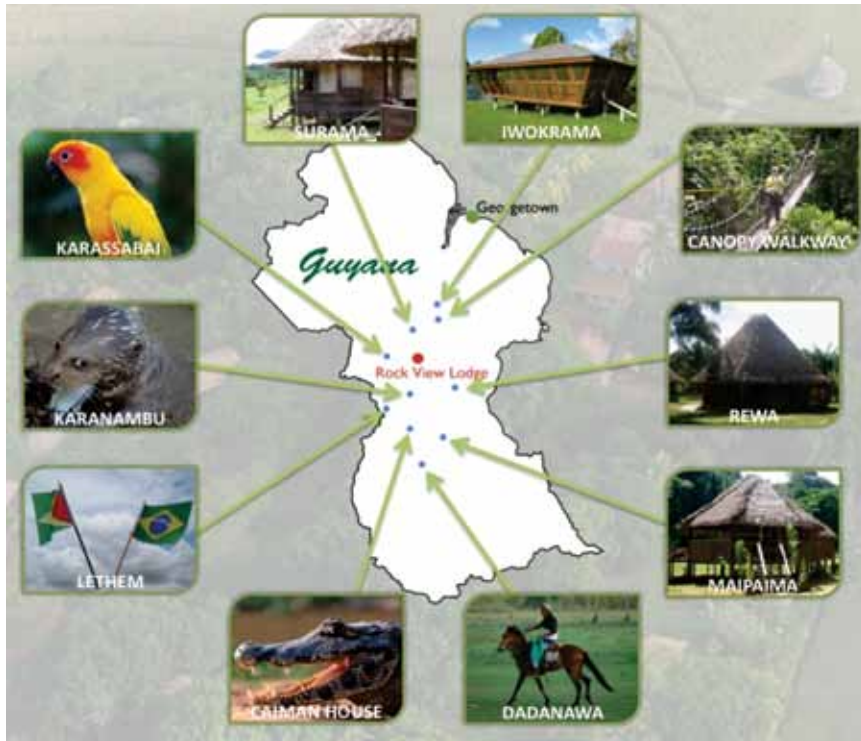 SURAMA
IWOKRAMA
KARASSABAI
Georgetown
CANOPY WALKWAY
Guyana
Rock View Lodge
KARANAMBU
REWA
LETHEM
MAIPAIMA
CAIMAN HOUSE
DADANAWA